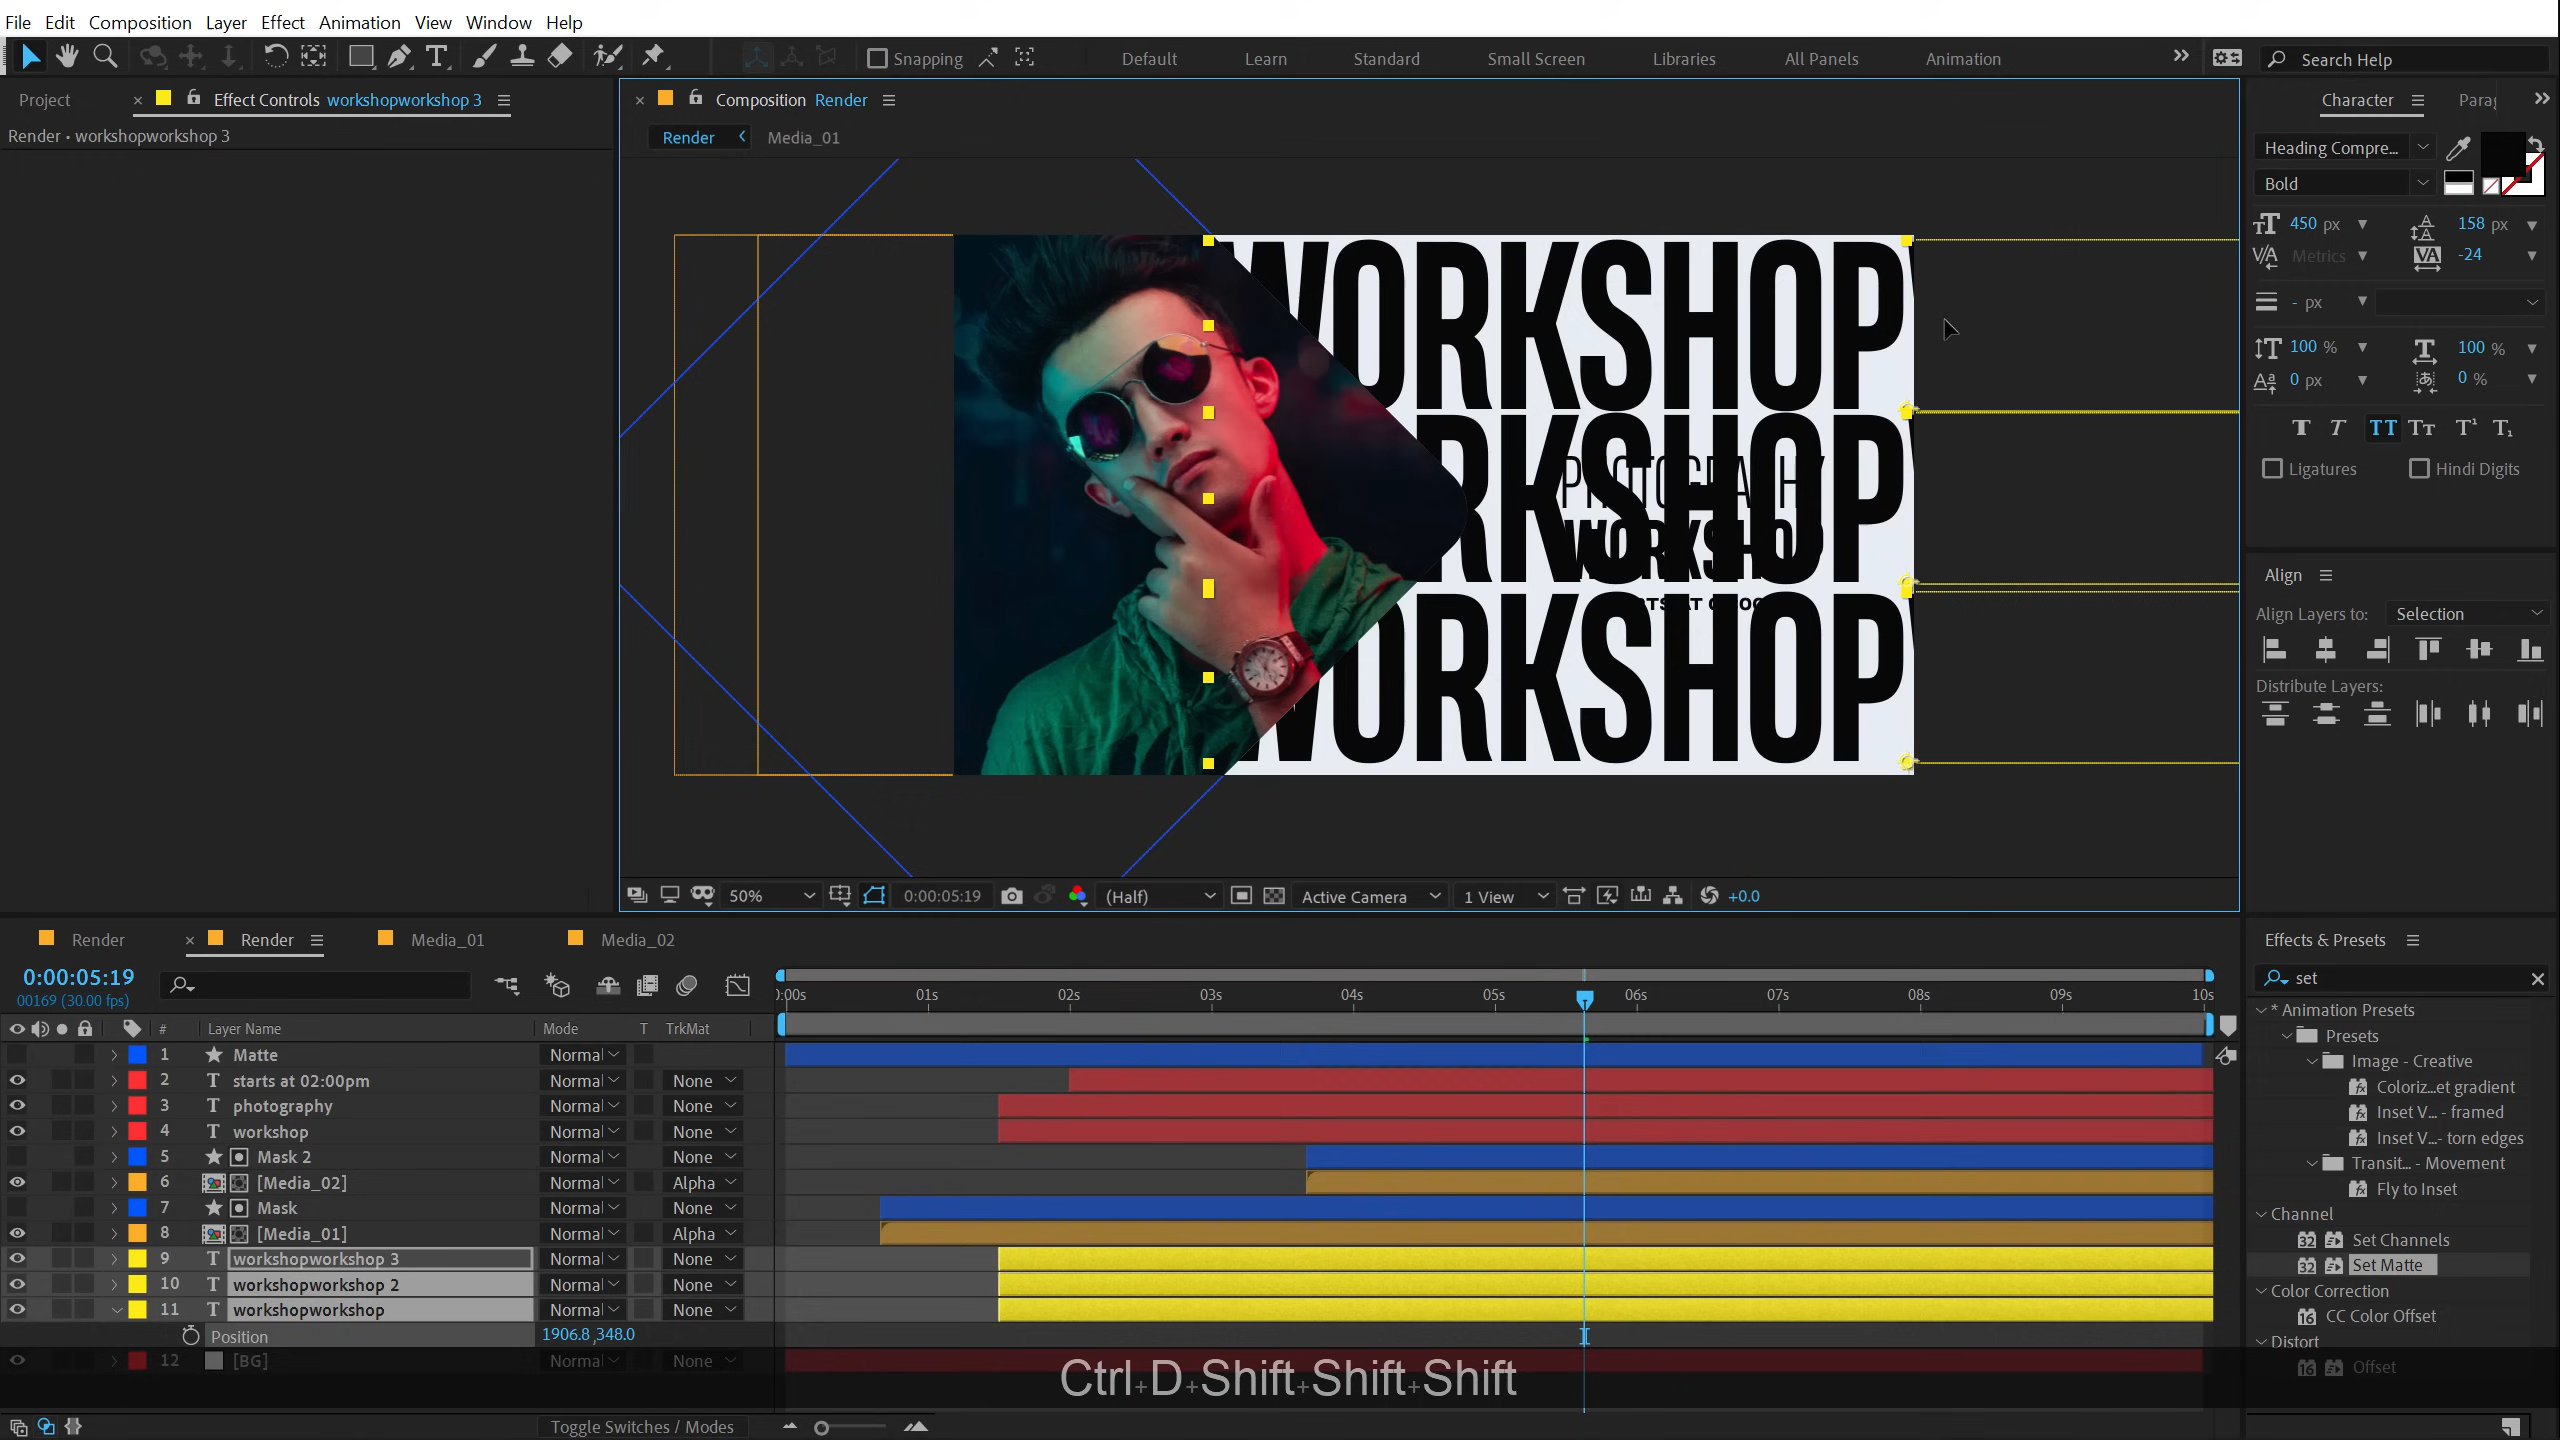 File Edit Composition Layer Effect Animation View Window Help
Snapping Default Learn Standard Small Screen Libraries All Panels Animation Search Help
Project
Effect Controls workshopworkshop 3
Render • workshopworkshop 3
Composition Render
Render Media_01
WORKSHOP
PHOTOGRAPHY
WORKSHOP
WORKSHOP
50% 0:00:05:19 (Half) Active Camera 1 View +0.0
Character
Heading Compre...
Bold
450 px 158 px
Metrics -24
- px
100 % 100 %
0 px 0 %
Ligatures Hindi Digits
Align
Align Layers to: Selection
Distribute Layers:
Render Render Media_01 Media_02
0:00:05:19
00169 (30.00 fps)
:00s 01s 02s 03s 04s 05s 06s 07s 08s 09s 10s
# Layer Name Mode T TrkMat
1 Matte Normal
2 starts at 02:00pm Normal None
3 photography Normal None
4 workshop Normal None
5 Mask 2 Normal None
6 [Media_02] Normal Alpha
7 Mask Normal None
8 [Media_01] Normal Alpha
9 workshopworkshop 3 Normal None
10 workshopworkshop 2 Normal None
11 workshopworkshop Normal None
Position 1906.8,348.0
12 [BG] Normal None
Ctrl+D+Shift+Shift+Shift
Toggle Switches / Modes
Effects & Presets
set
* Animation Presets
Presets
Image - Creative
Coloriz...et gradient
Inset V... - framed
Inset V...- torn edges
Transit... - Movement
Fly to Inset
Channel
32 Set Channels
32 Set Matte
Color Correction
16 CC Color Offset
Distort
16 Offset